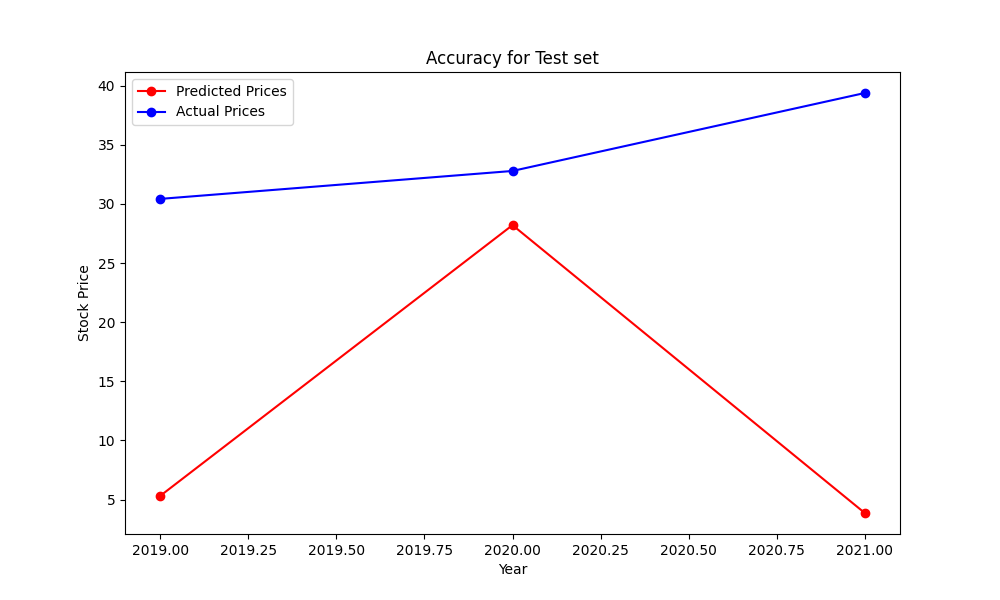 Accuracy for Test set
Predicted Prices
Actual Prices
40
35
30
25
20
15
10
5
Stock Price
2019.00 2019.25 2019.50 2019.75 2020.00 2020.25 2020.50 2020.75 2021.00
Year